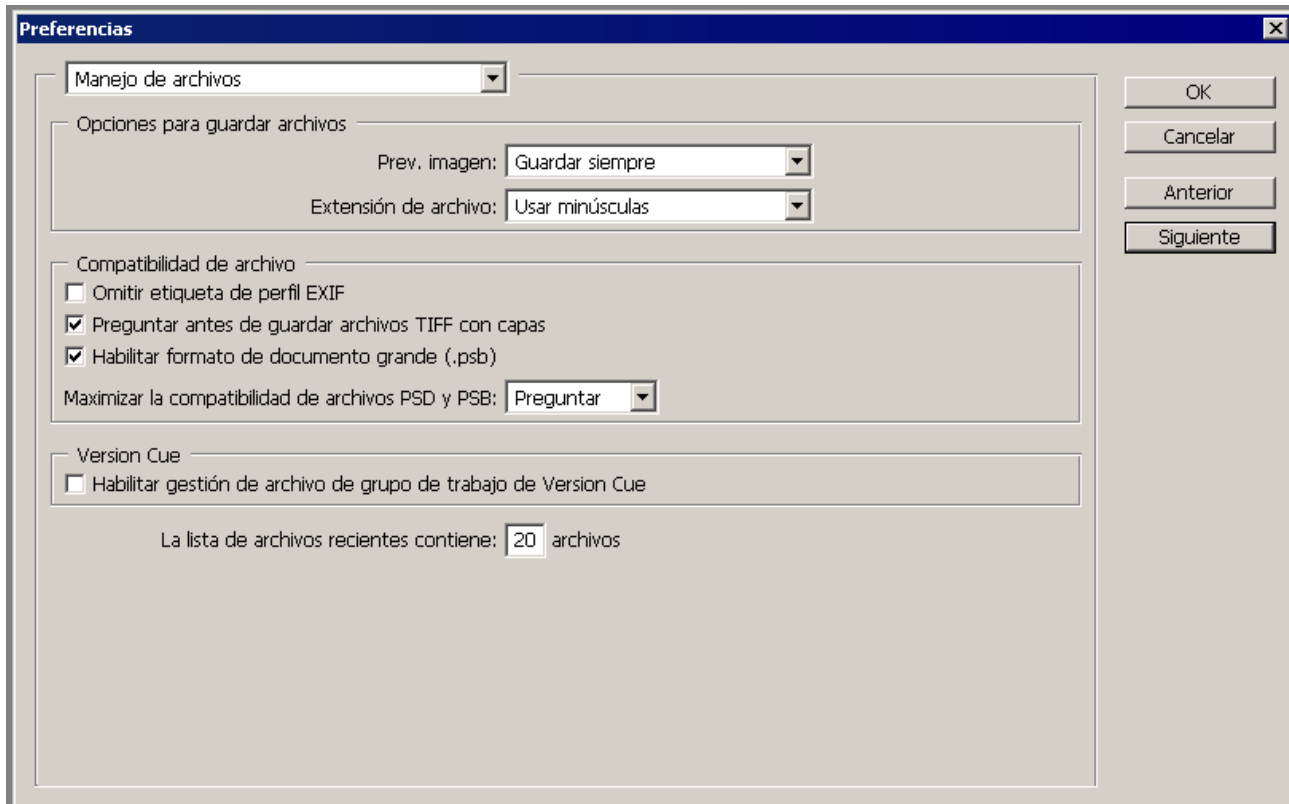 Preferencias
Manejo de archivos
OK
Opciones para guardar archivos
Cancelar
Prev. imagen: Guardar siempre
Anterior
Extensión de archivo: Usar minúsculas
Siguiente
Compatibilidad de archivo
Omitir etiqueta de perfil EXIF
Preguntar antes de guardar archivos TIFF con capas
Habilitar formato de documento grande (.psb)
Maximizar la compatibilidad de archivos PSD y PSB: Preguntar
Version Cue
Habilitar gestión de archivo de grupo de trabajo de Version Cue
La lista de archivos recientes contiene: 20 archivos